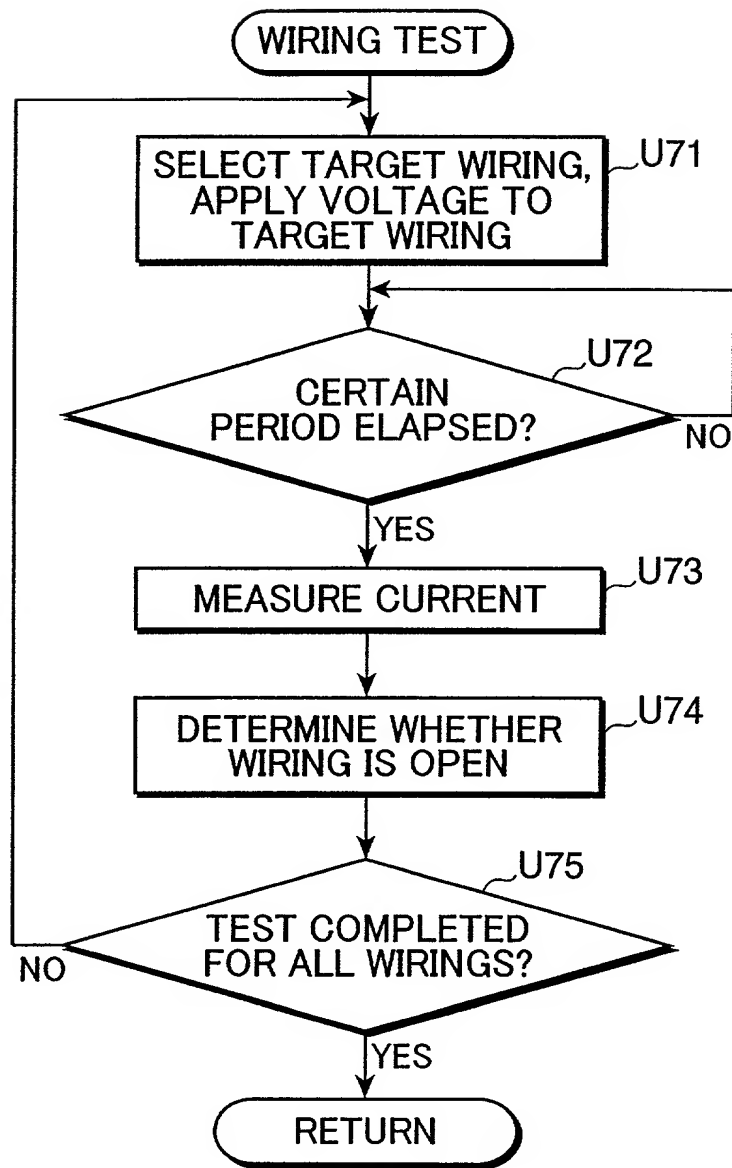 WIRING TEST
SELECT TARGET WIRING,
APPLY VOLTAGE TO
TARGET WIRING
U71
CERTAIN
PERIOD ELAPSED?
U72
NO
YES
MEASURE CURRENT
U73
DETERMINE WHETHER
WIRING IS OPEN
U74
TEST COMPLETED
FOR ALL WIRINGS?
U75
NO
YES
RETURN